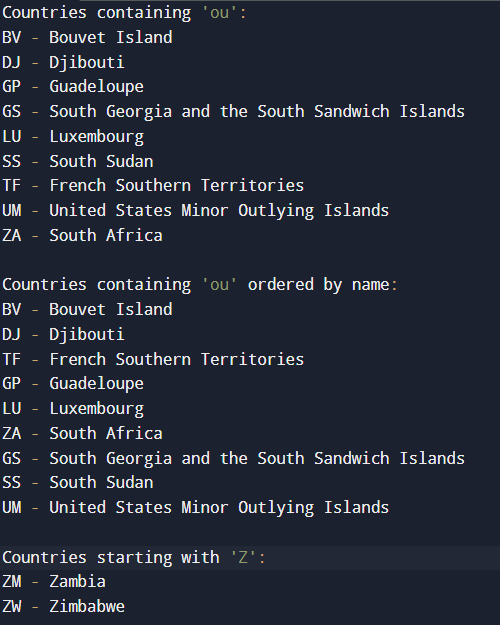 Countries containing 'ou':
BV - Bouvet Island
DJ - Djibouti
GP - Guadeloupe
GS - South Georgia and the South Sandwich Islands
LU - Luxembourg
SS - South Sudan
TF - French Southern Territories
UM - United States Minor Outlying Islands
ZA - South Africa

Countries containing 'ou' ordered by name:
BV - Bouvet Island
DJ - Djibouti
TF - French Southern Territories
GP - Guadeloupe
LU - Luxembourg
ZA - South Africa
GS - South Georgia and the South Sandwich Islands
SS - South Sudan
UM - United States Minor Outlying Islands

Countries starting with 'Z':
ZM - Zambia
ZW - Zimbabwe